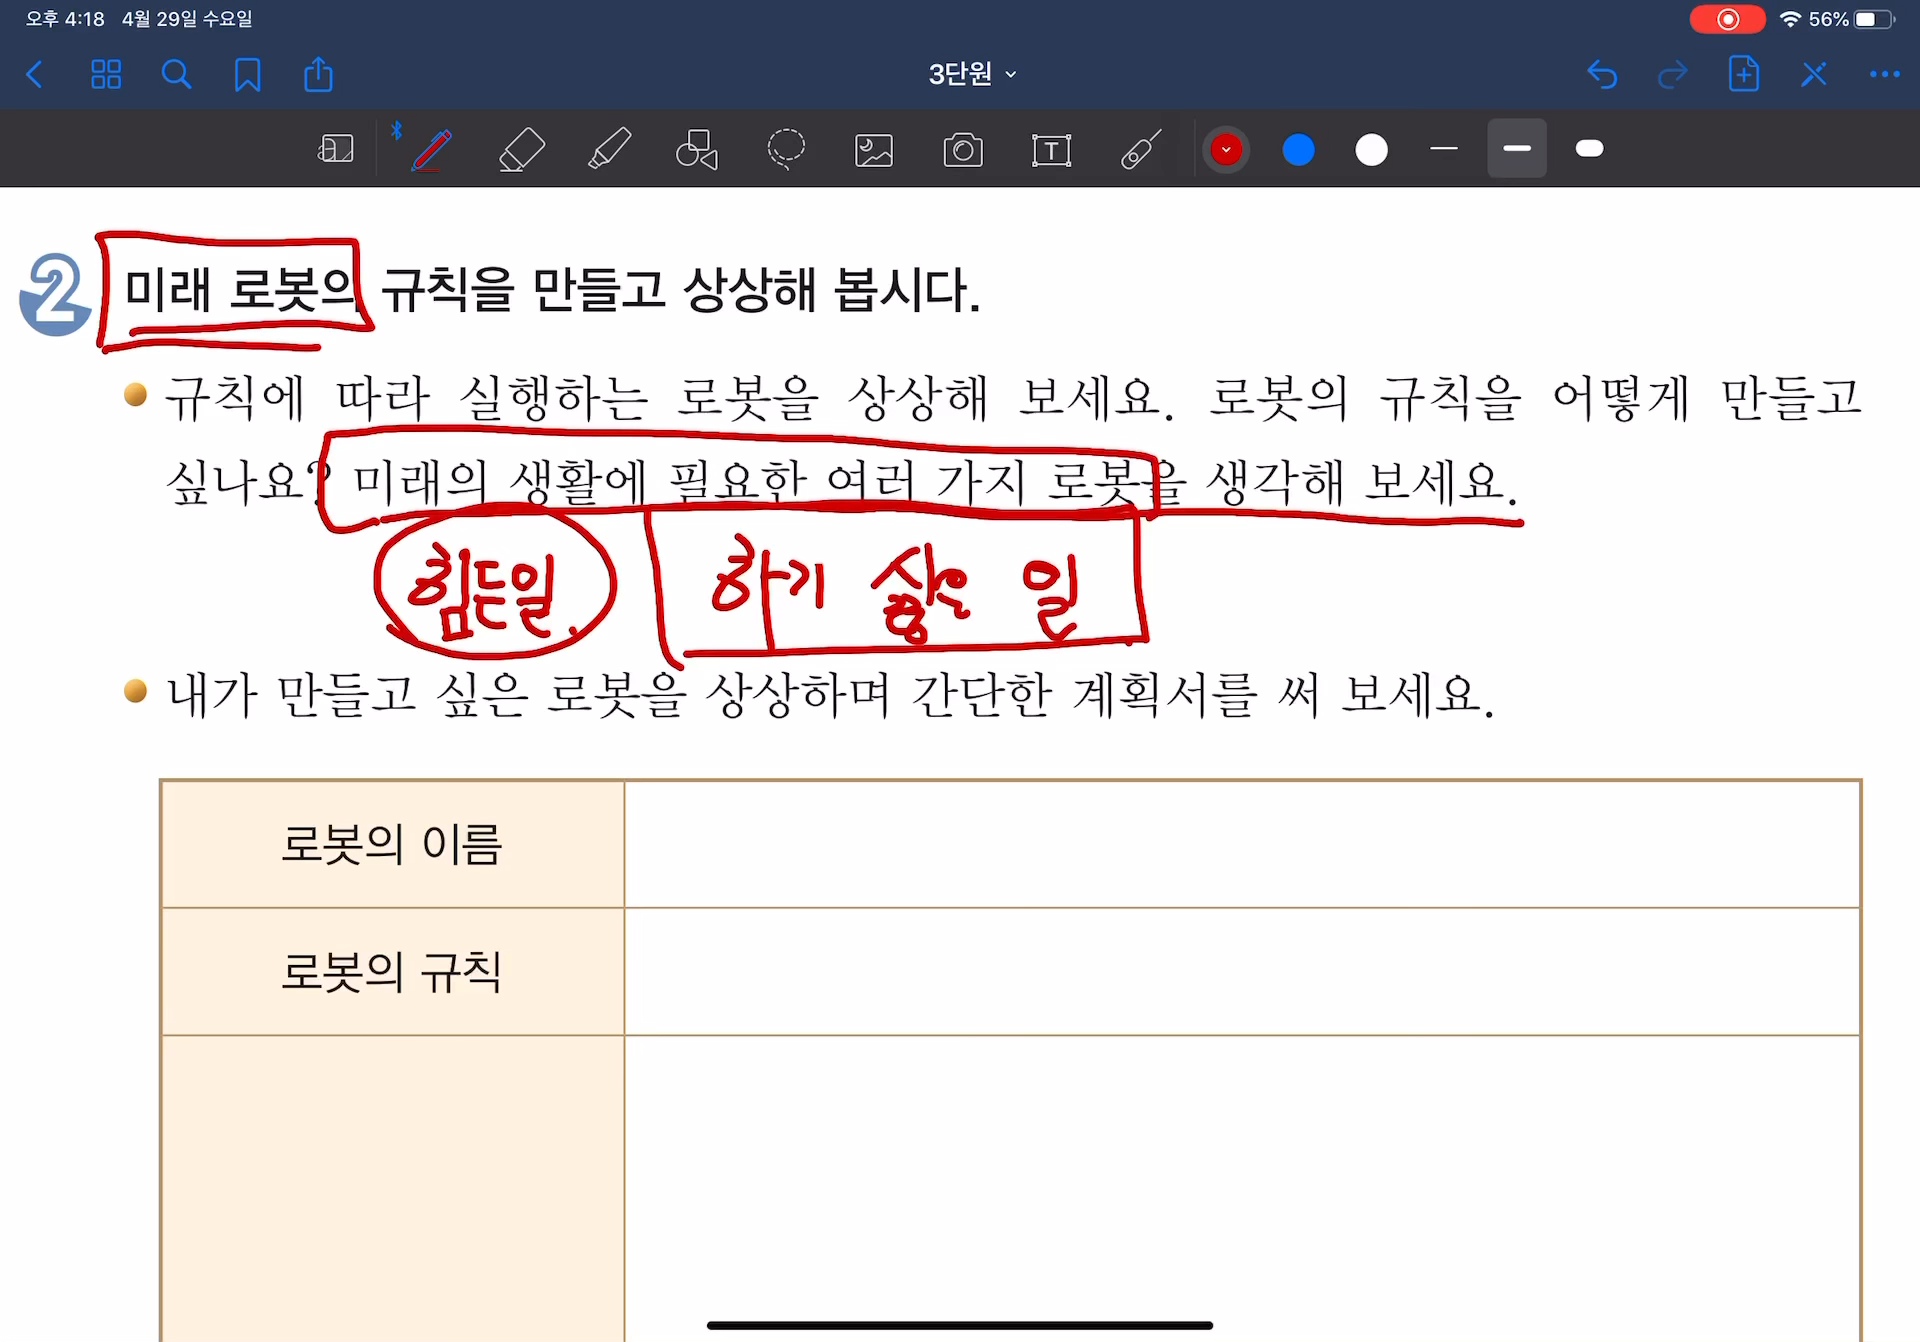 오후 4:18 4월 29일 수요일
56%
3단원
2 미래 로봇의 규칙을 만들고 상상해 봅시다.
규칙에 따라 실행하는 로봇을 상상해 보세요. 로봇의 규칙을 어떻게 만들고
싶나요? 미래의 생활에 필요한 여러 가지 로봇을 생각해 보세요.
힘든일. 하기 싫은 일
내가 만들고 싶은 로봇을 상상하며 간단한 계획서를 써 보세요.
로봇의 이름
로봇의 규칙